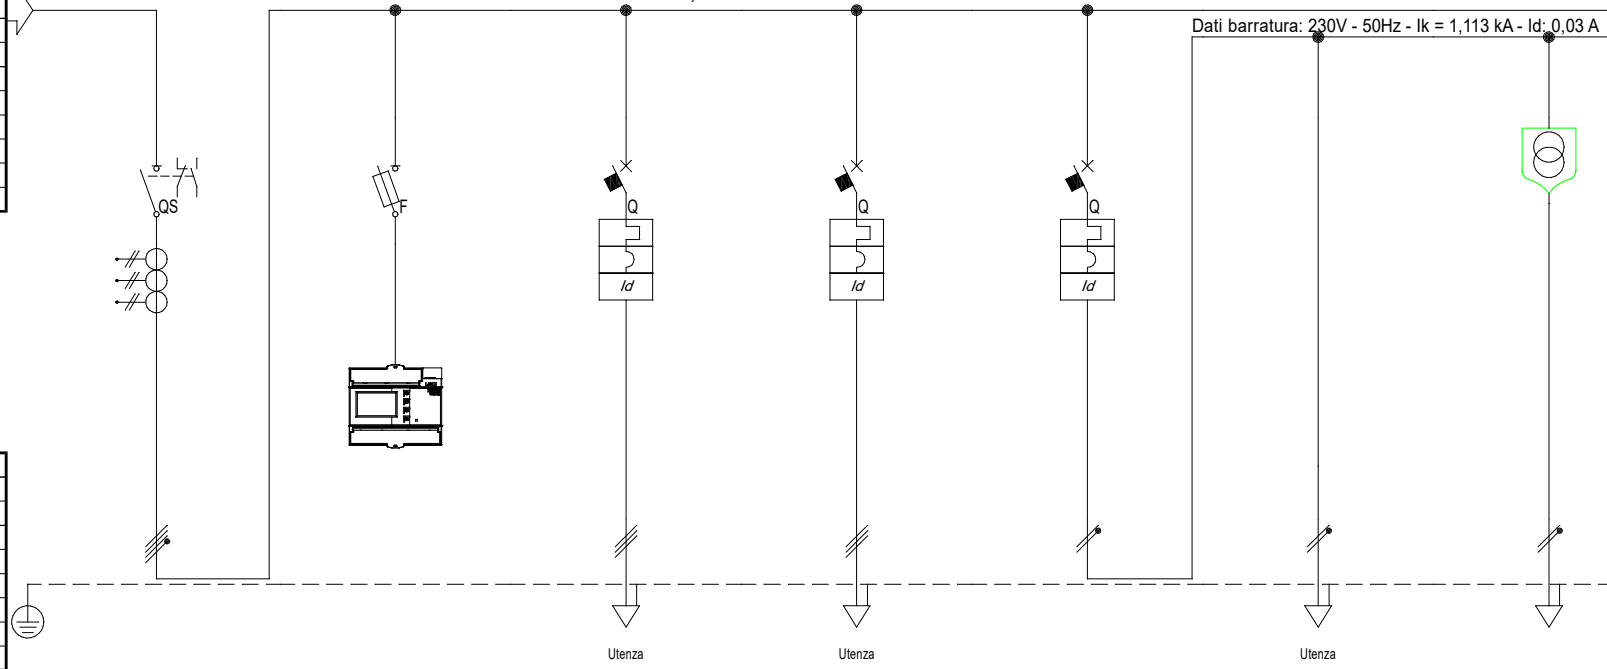 Dati barratura: 230V - 50Hz - Ik = 1,113 kA - Id: 0,03 A
QS
F
Q
Q
Q
Id
Id
Id
Utenza
Utenza
Utenza